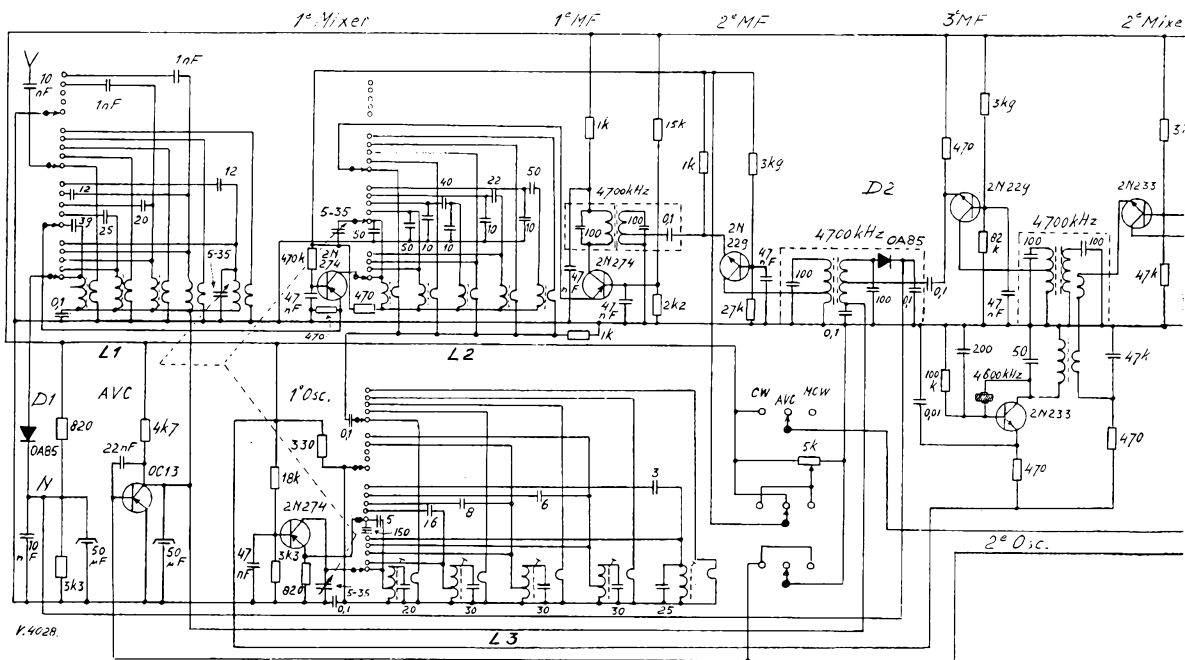 1e Mixer
1e MF
2e MF
3e MF
2e Mixe
10 nF
1nF
1nF
12
12
39
25
20
5-35
0,1
470k
2N 274
47 nF
470
470
5-35
50
50
10
40
10
22
10
50
10
1k
15k
1k
3k9
4700kHz
100
100
0,1
47 nF
2N274
47 nF
2k2
1k
2N 229
47 nF
27k
D2
4700kHz
OA85
100
100
0,1
0,1
0,1
470
3k9
2N229
82 k
47 nF
2N233
4700kHz
100
100
47k
L1
L2
D1
AVC
OA85
820
4k7
22nF
OC13
N
10 nF
50 µF
3k3
50 µF
1e Osc.
330
18k
2N274
47 nF
3k3
820
5-35
0,1
0,1
5
150
16
8
6
3
20
30
30
30
25
L3
CW
AVC
MCW
5k
100 k
200
4600kHz
50
0,01
2N233
470
47k
470
2e Osc.
V.4028.